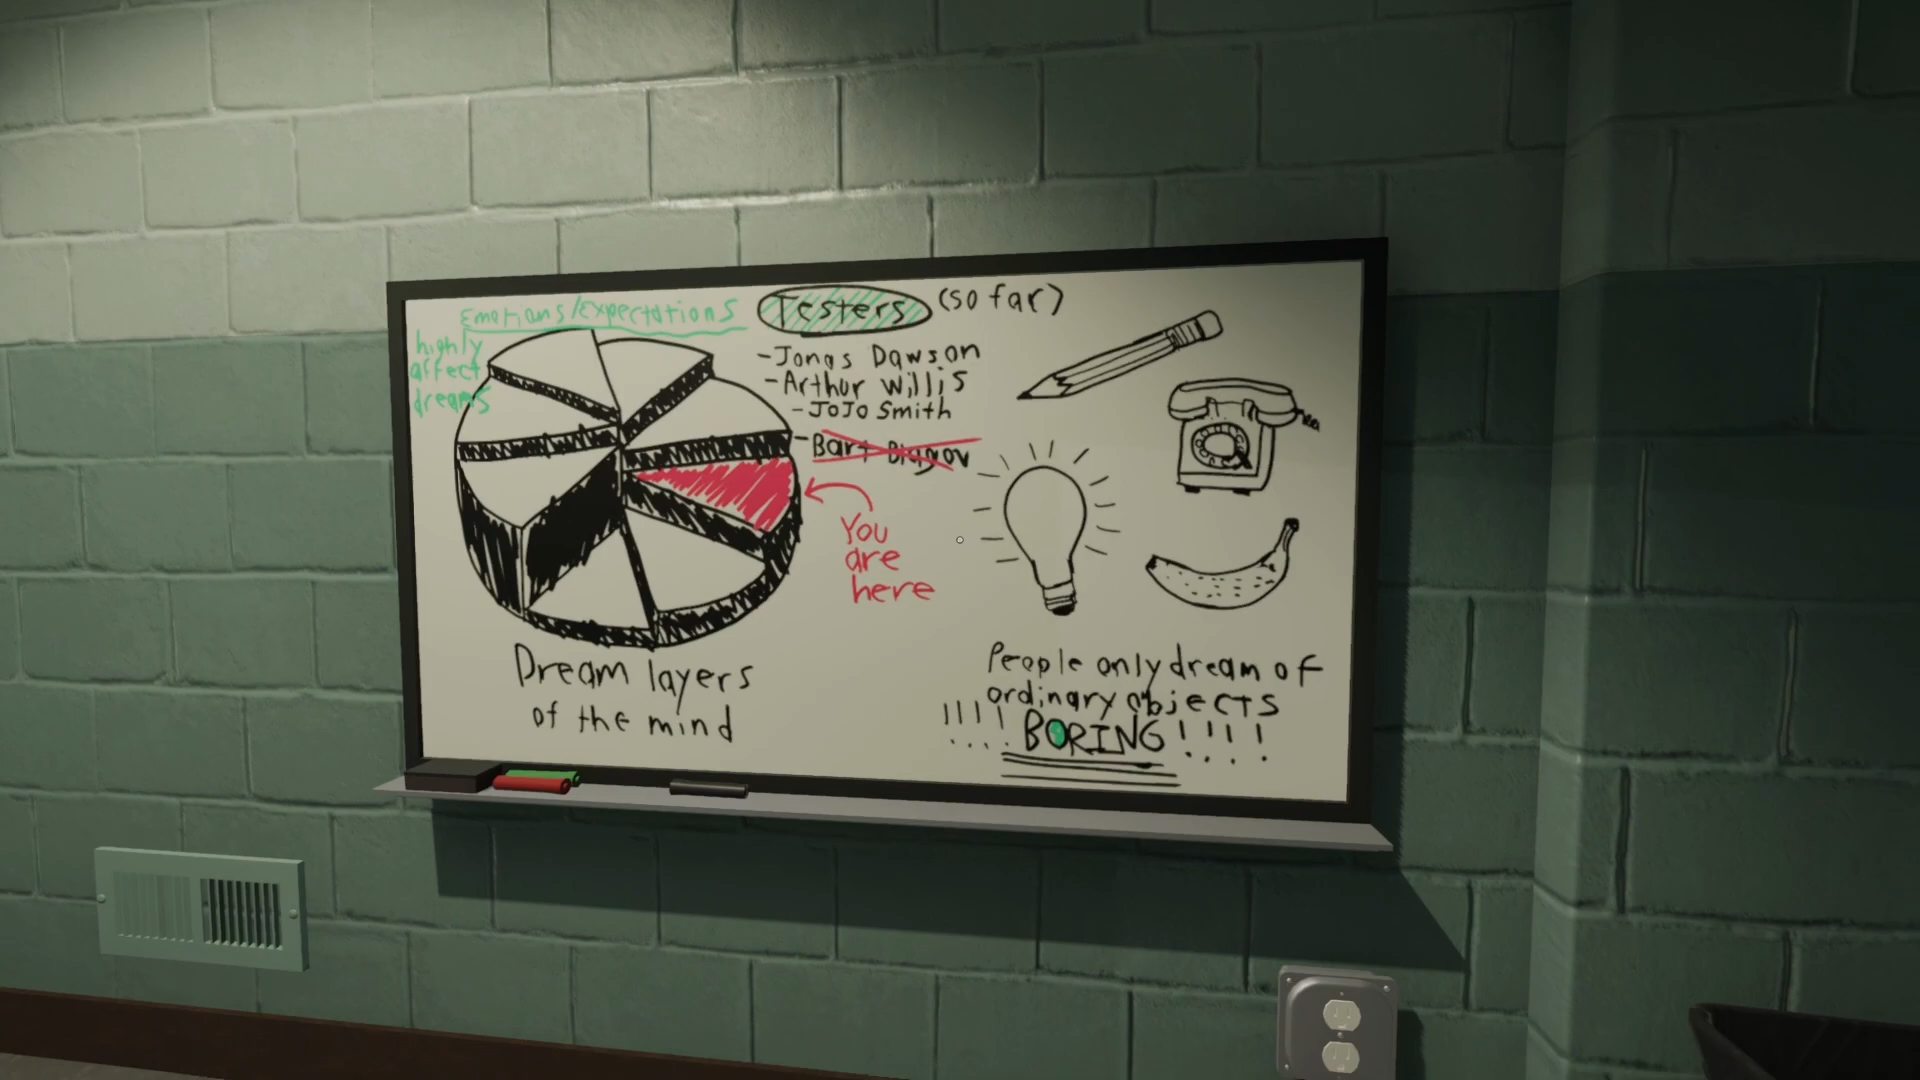 Emotions/Expectations
highly
affect
dreams
Testers (so far)
-Jonas Dawson
-Arthur Willis
-JoJo Smith
-Bart
You
are
here
Dream layers
of the mind
People only dream of
ordinary objects
!!!! BORING !!!!